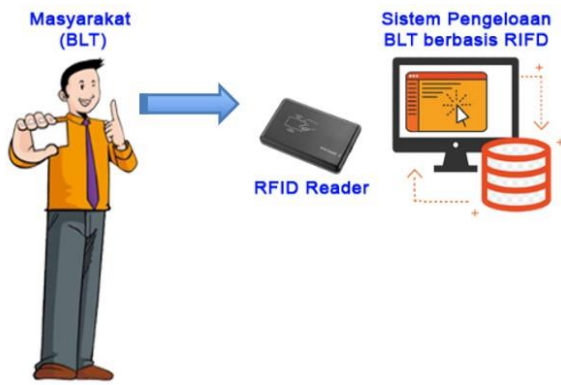 Masyarakat
(BLT)
Sistem Pengeloaan
BLT berbasis RIFD
RFID Reader